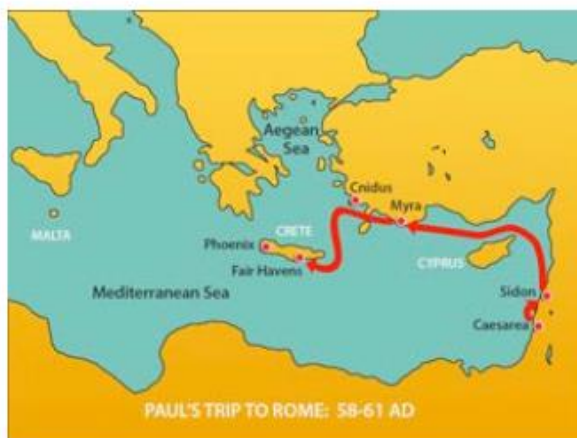 Aegean
Sea
Cnidus
Myra
MALTA
CRETE
Phoenix
Fair Havens
CYPRUS
Mediterranean Sea
Sidon
Caesarea
PAUL'S TRIP TO ROME: 58-61 AD